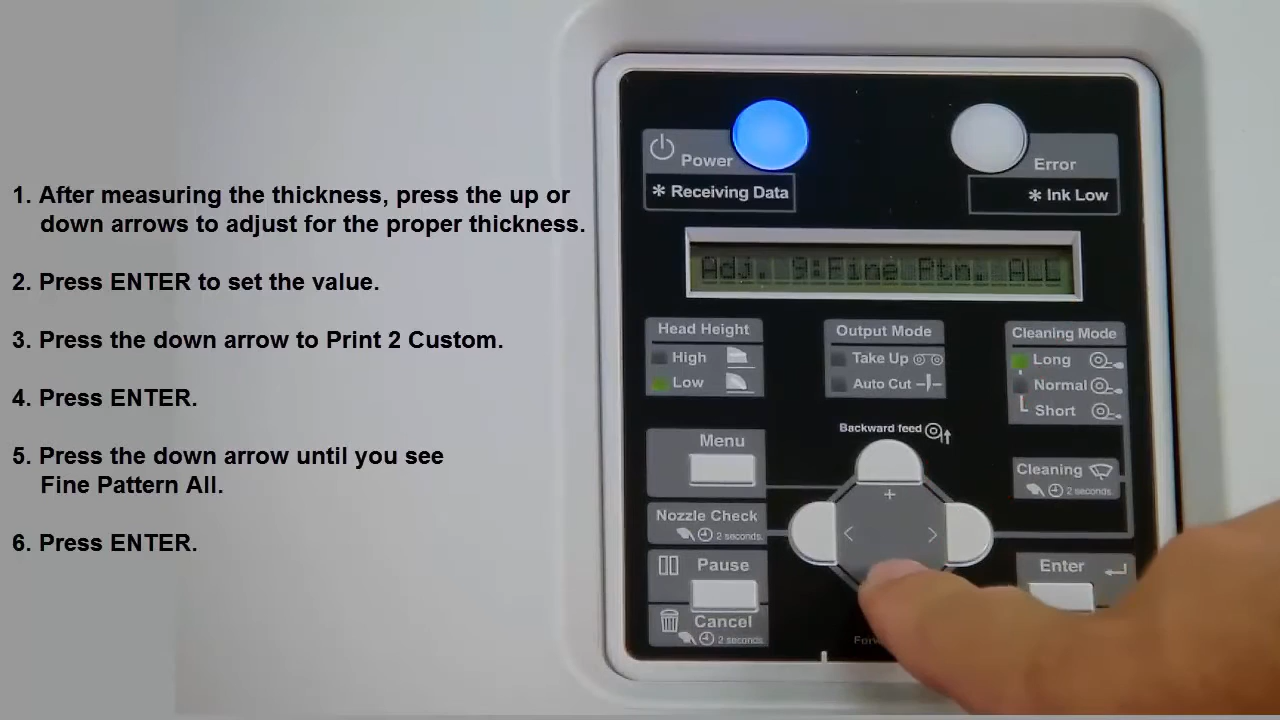 1. After measuring the thickness, press the up or
down arrows to adjust for the proper thickness.
2. Press ENTER to set the value.
3. Press the down arrow to Print 2 Custom.
4. Press ENTER.
5. Press the down arrow until you see
Fine Pattern All.
6. Press ENTER.
Power
* Receiving Data
Error
* Ink Low
Adj. 9:Fine Ptn. ALL
Head Height
High
Low
Output Mode
Take Up
Auto Cut
Cleaning Mode
Long
Normal
Short
Backward feed
Menu
+
Cleaning
2 seconds.
Nozzle Check
2 seconds.
< >
Pause
Enter
Cancel
2 seconds.